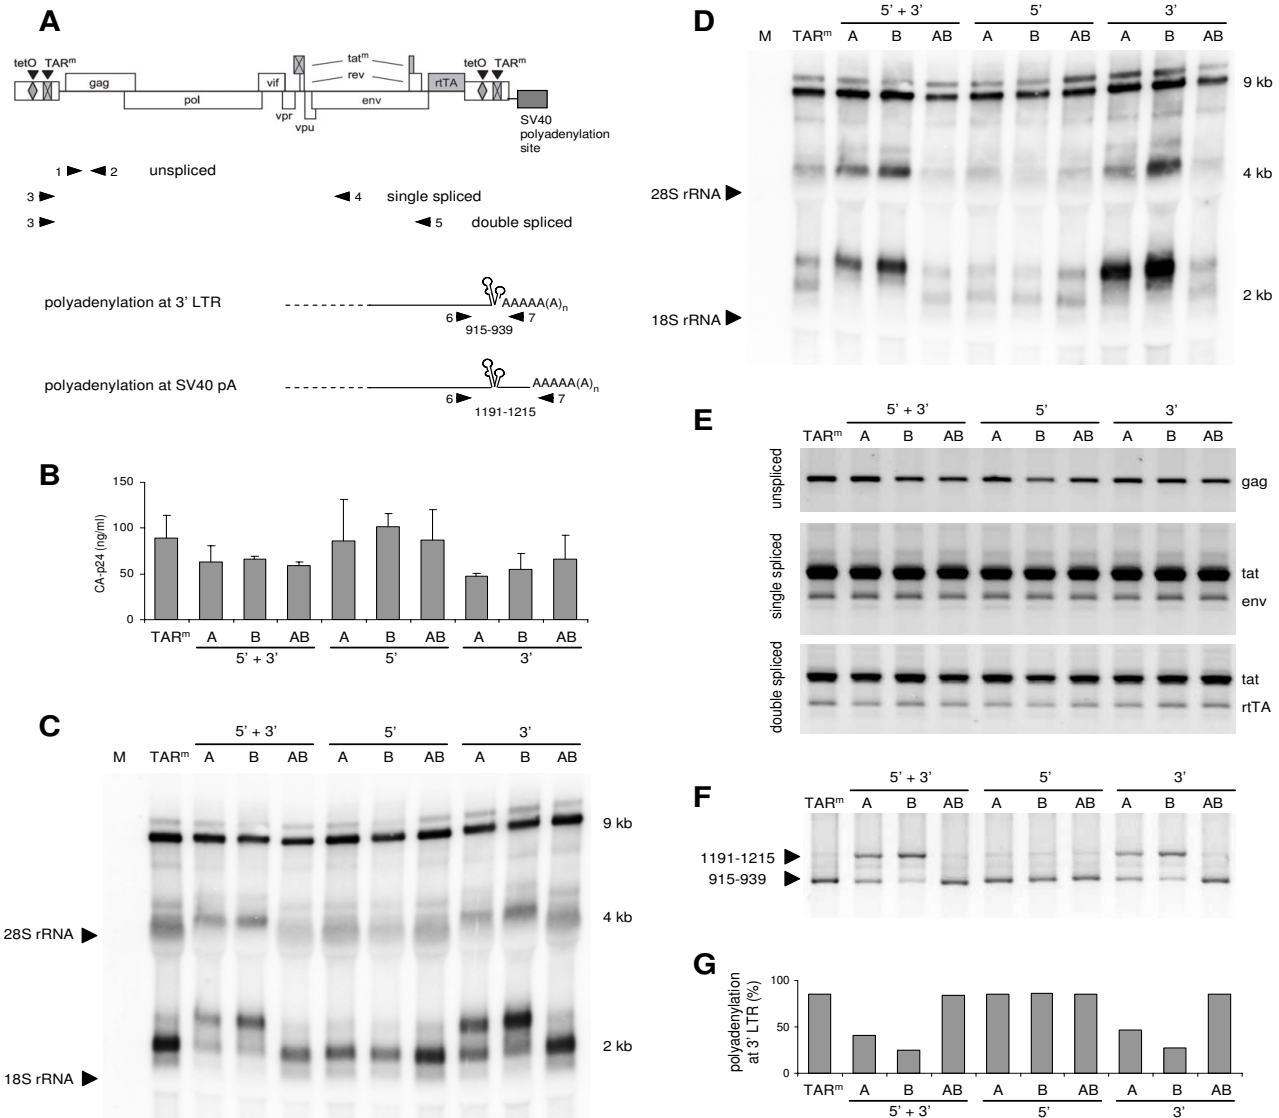 A
tetO TARᵐ
gag
pol
vif
vpr
vpu
tatᵐ
rev
env
rtTA
tetO TARᵐ
SV40
polyadenylation
site
1 2 unspliced
3 4 single spliced
3 5 double spliced
polyadenylation at 3’ LTR
AAAAA(A)n
6 7
915-939
polyadenylation at SV40 pA
AAAAA(A)n
6 7
1191-1215
B
CA-p24 (ng/ml)
150
100
50
0
TARᵐ A B AB A B AB A B AB
5’ + 3’ 5’ 3’
C
5’ + 3’ 5’ 3’
M TARᵐ A B AB A B AB A B AB
9 kb
4 kb
28S rRNA
2 kb
18S rRNA
D
5’ + 3’ 5’ 3’
M TARᵐ A B AB A B AB A B AB
9 kb
4 kb
28S rRNA
2 kb
18S rRNA
E
5’ + 3’ 5’ 3’
TARᵐ A B AB A B AB A B AB
unspliced
gag
single spliced
tat
env
double spliced
tat
rtTA
F
5’ + 3’ 5’ 3’
TARᵐ A B AB A B AB A B AB
1191-1215
915-939
G
polyadenylation
at 3’ LTR (%)
100
50
0
TARᵐ A B AB A B AB A B AB
5’ + 3’ 5’ 3’